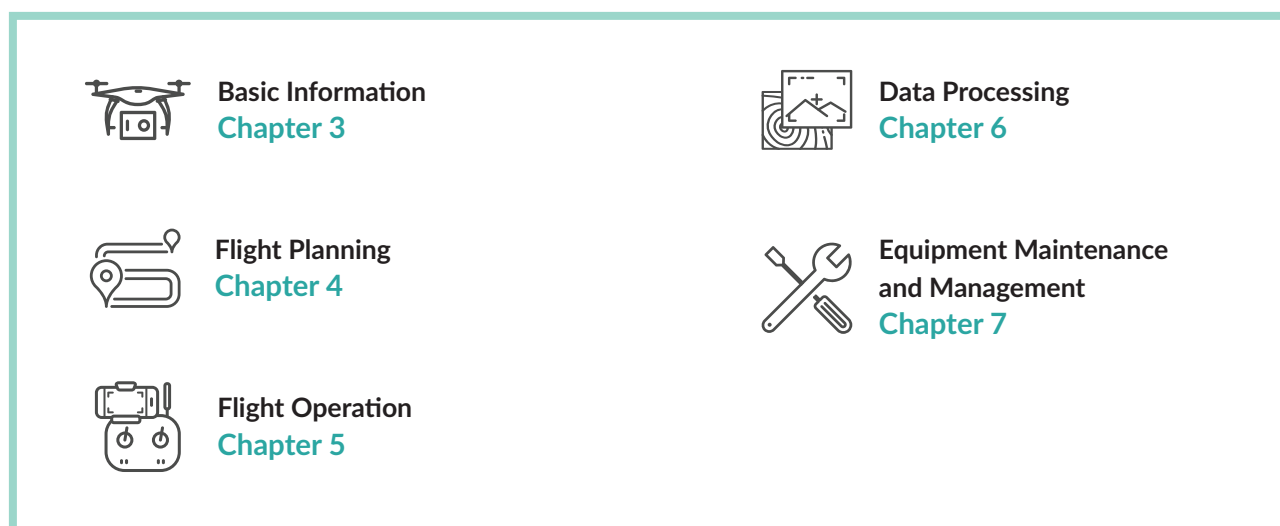 Basic Information
Chapter 3
Flight Planning
Chapter 4
Flight Operation
Chapter 5
Data Processing
Chapter 6
Equipment Maintenance
and Management
Chapter 7